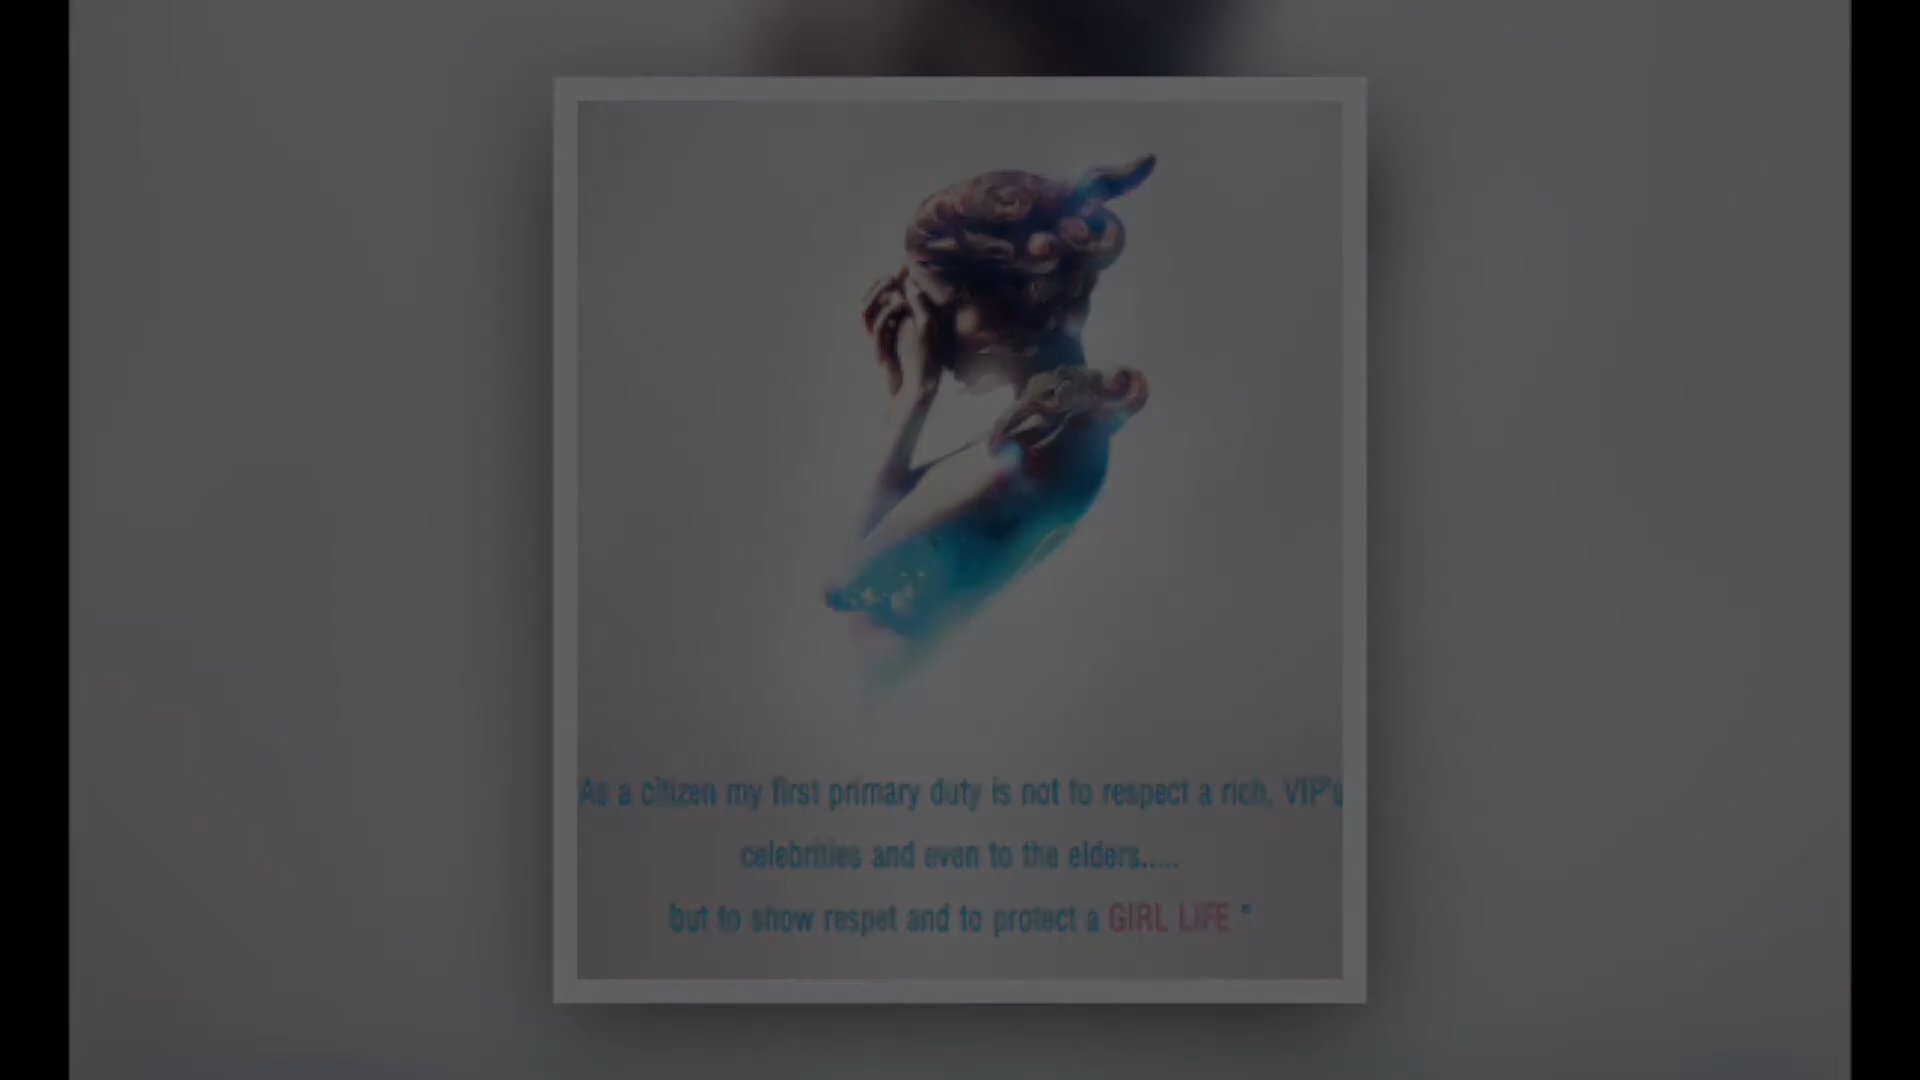 As a citizen my first primary duty is not to respect a rich, VIP's
celebrities and even to the elders.....
but to show respet and to protect a GIRL LIFE "